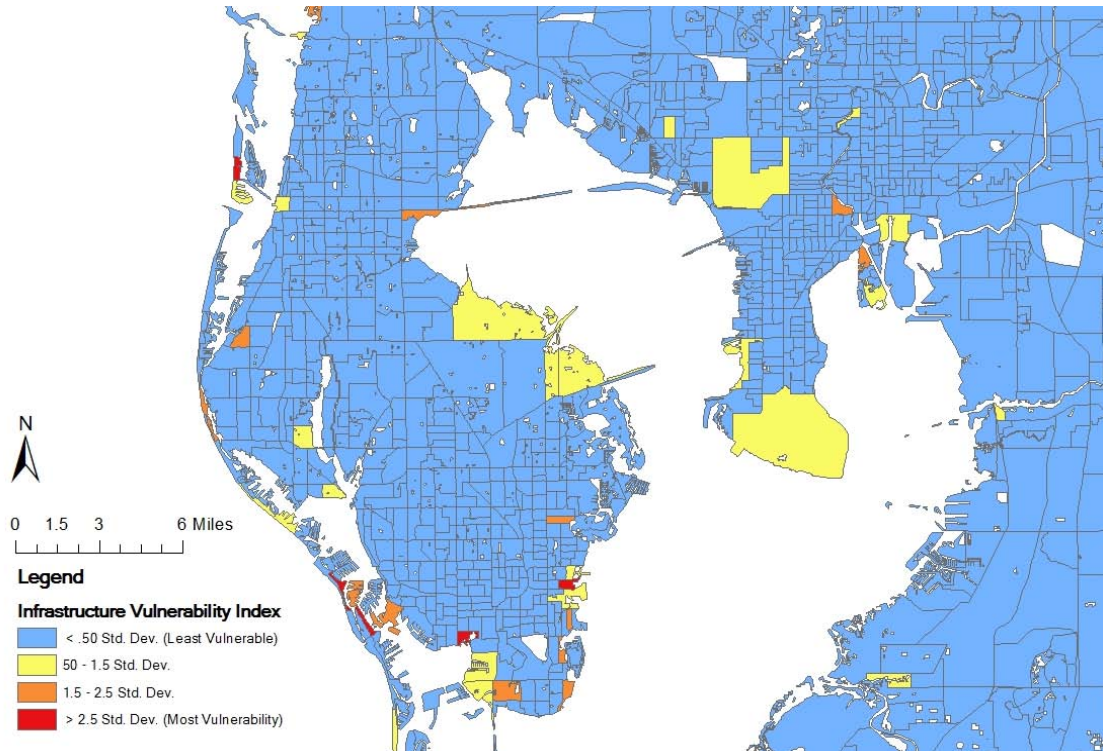 N
0 1.5 3 6 Miles
Legend
Infrastructure Vulnerability Index
< .50 Std. Dev. (Least Vulnerable)
50 - 1.5 Std. Dev.
1.5 - 2.5 Std. Dev.
> 2.5 Std. Dev. (Most Vulnerability)